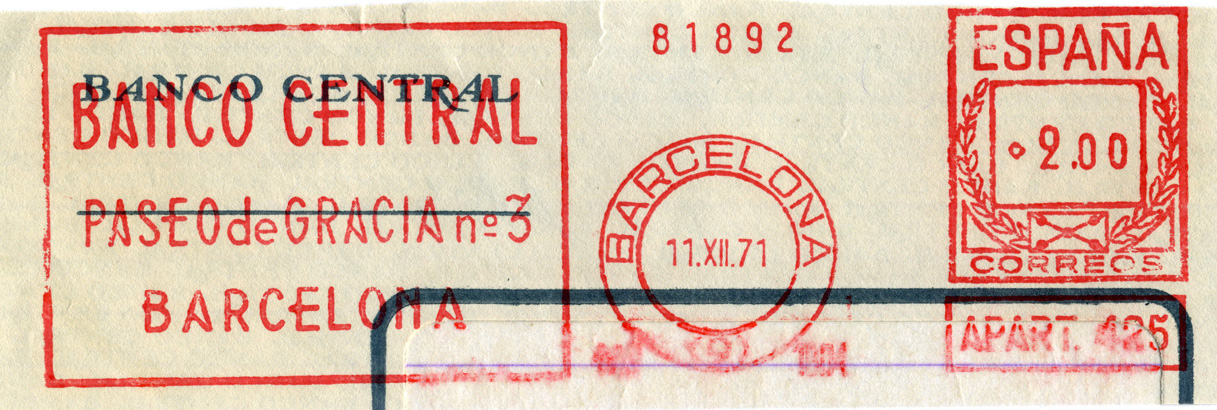 81892
ESPAÑA
BANCO CENTRAL
BANCO CENTRAL
2.00
PASEO de GRACIA nº 3
BARCELONA
11.XII.71
CORREOS
BARCELONA
APART. 425